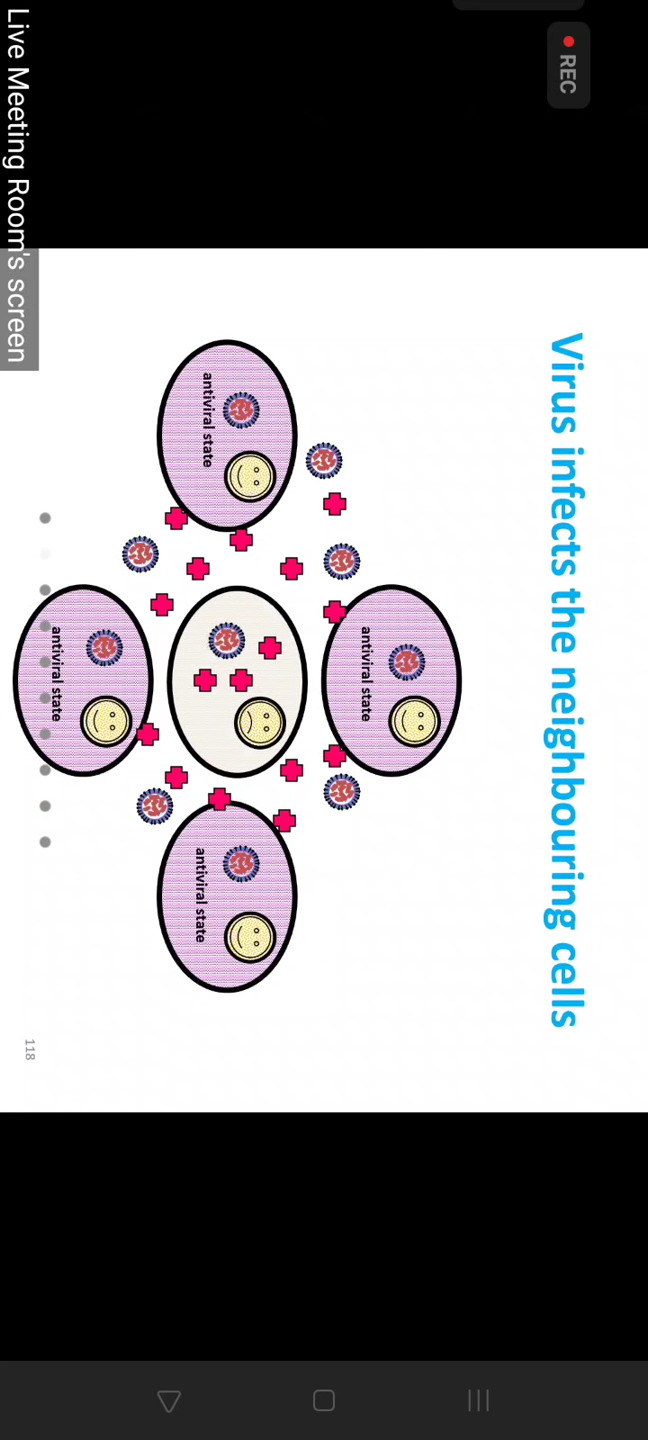 REC
Virus infects the neighbouring cells
antiviral state
antiviral state
antiviral state
antiviral state
118
Live Meeting Room's screen